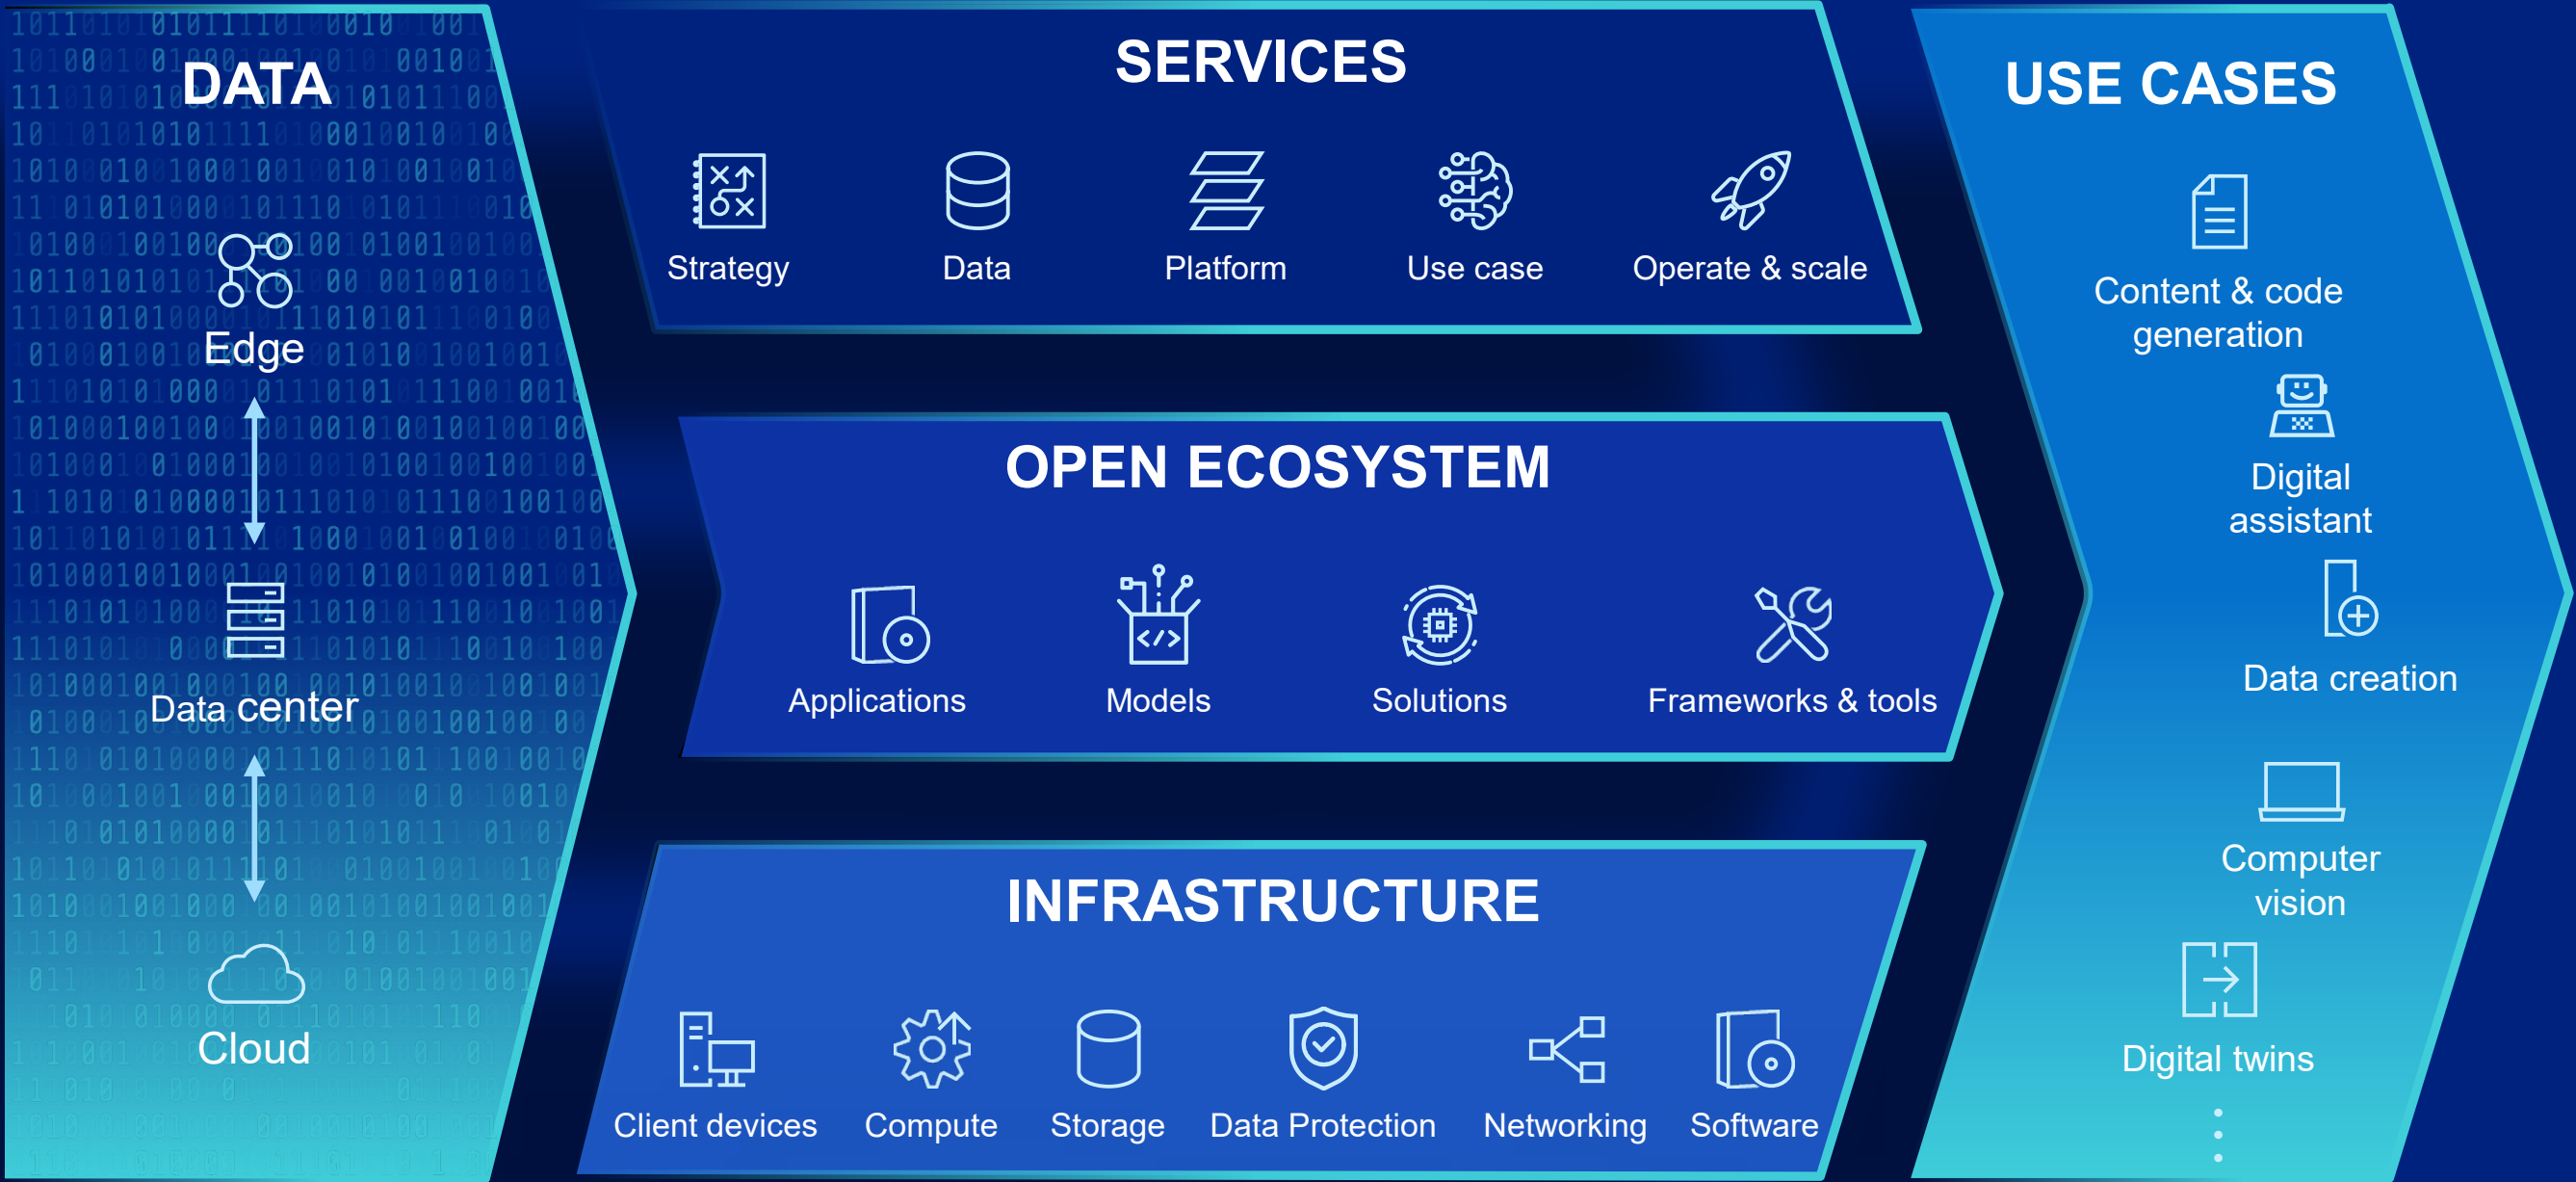 DATA
Edge
Data center
Cloud
SERVICES
Strategy
Data
Platform
Use case
Operate & scale
OPEN ECOSYSTEM
Applications
Models
Solutions
Frameworks & tools
INFRASTRUCTURE
Client devices
Compute
Storage
Data Protection
Networking
Software
USE CASES
Content & code
generation
Digital
assistant
Data creation
Computer
vision
Digital twins